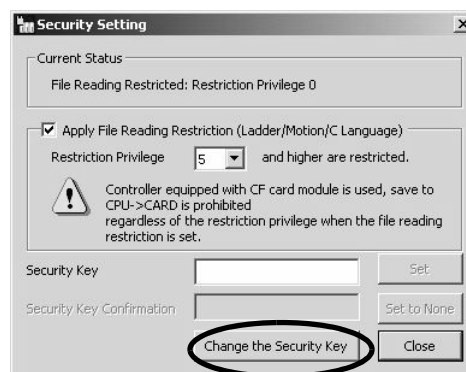 Security Setting
Current Status
File Reading Restricted: Restriction Privilege 0
Apply File Reading Restriction (Ladder/Motion/C Language)
Restriction Privilege 5 and higher are restricted.
Controller equipped with CF card module is used, save to
CPU->CARD is prohibited
regardless of the restriction privilege when the file reading
restriction is set.
Security Key Set
Security Key Confirmation Set to None
Change the Security Key Close